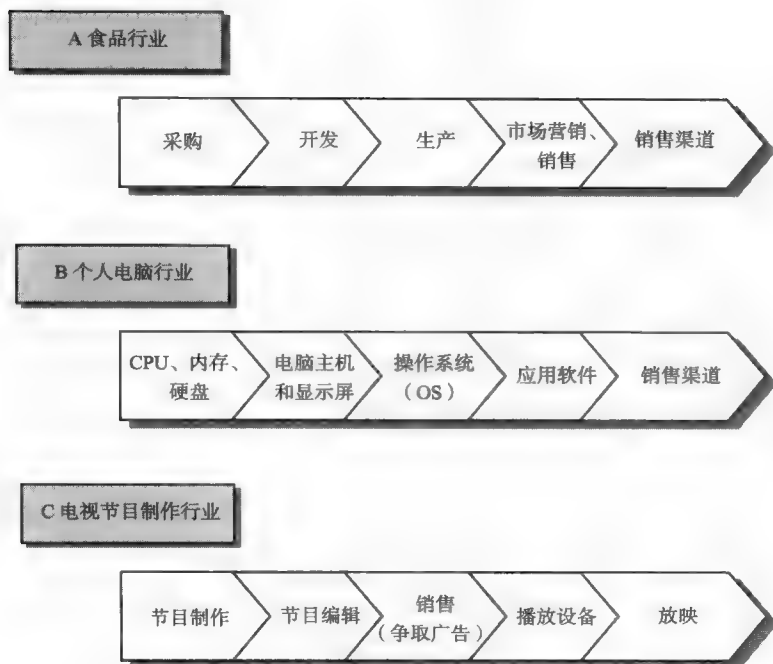 A 食品行业
采购
开发
生产
市场营销、
销售
销售渠道
B 个人电脑行业
CPU、内存、
硬盘
电脑主机
和显示屏
操作系统
(OS)
应用软件
销售渠道
C 电视节目制作行业
节目制作
节目编辑
销售
(争取广告)
播放设备
放映